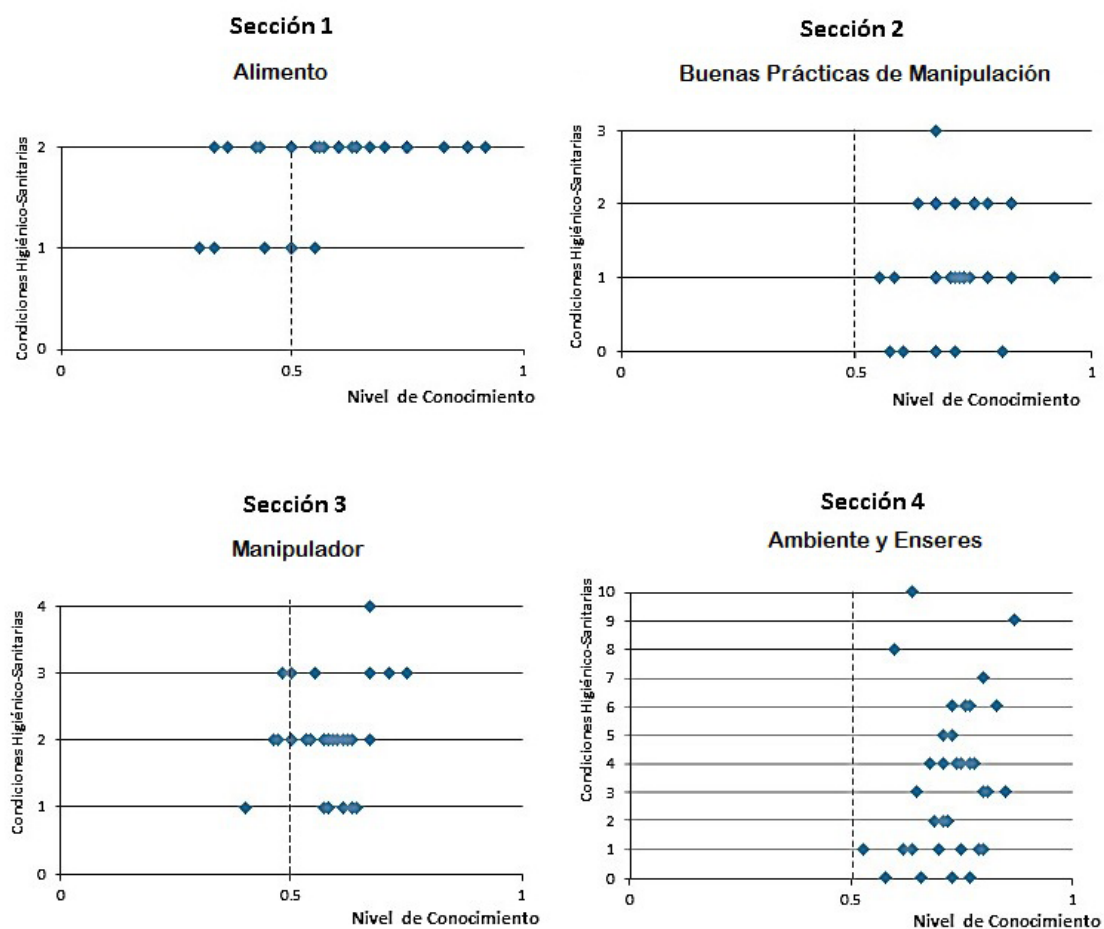 Sección 1
Alimento
Condiciones Higiénico-Sanitarias
2
1
0
0
0.5
1
Nivel de Conocimiento
Sección 2
Buenas Prácticas de Manipulación
Condiciones Higiénico-Sanitarias
3
2
1
0
0
0.5
1
Nivel de Conocimiento
Sección 3
Manipulador
Condiciones Higiénico-Sanitarias
4
3
2
1
0
0
0.5
1
Nivel de Conocimiento
Sección 4
Ambiente y Enseres
Condiciones Higiénico-Sanitarias
10
9
8
7
6
5
4
3
2
1
0
0
0.5
1
Nivel de Conocimiento